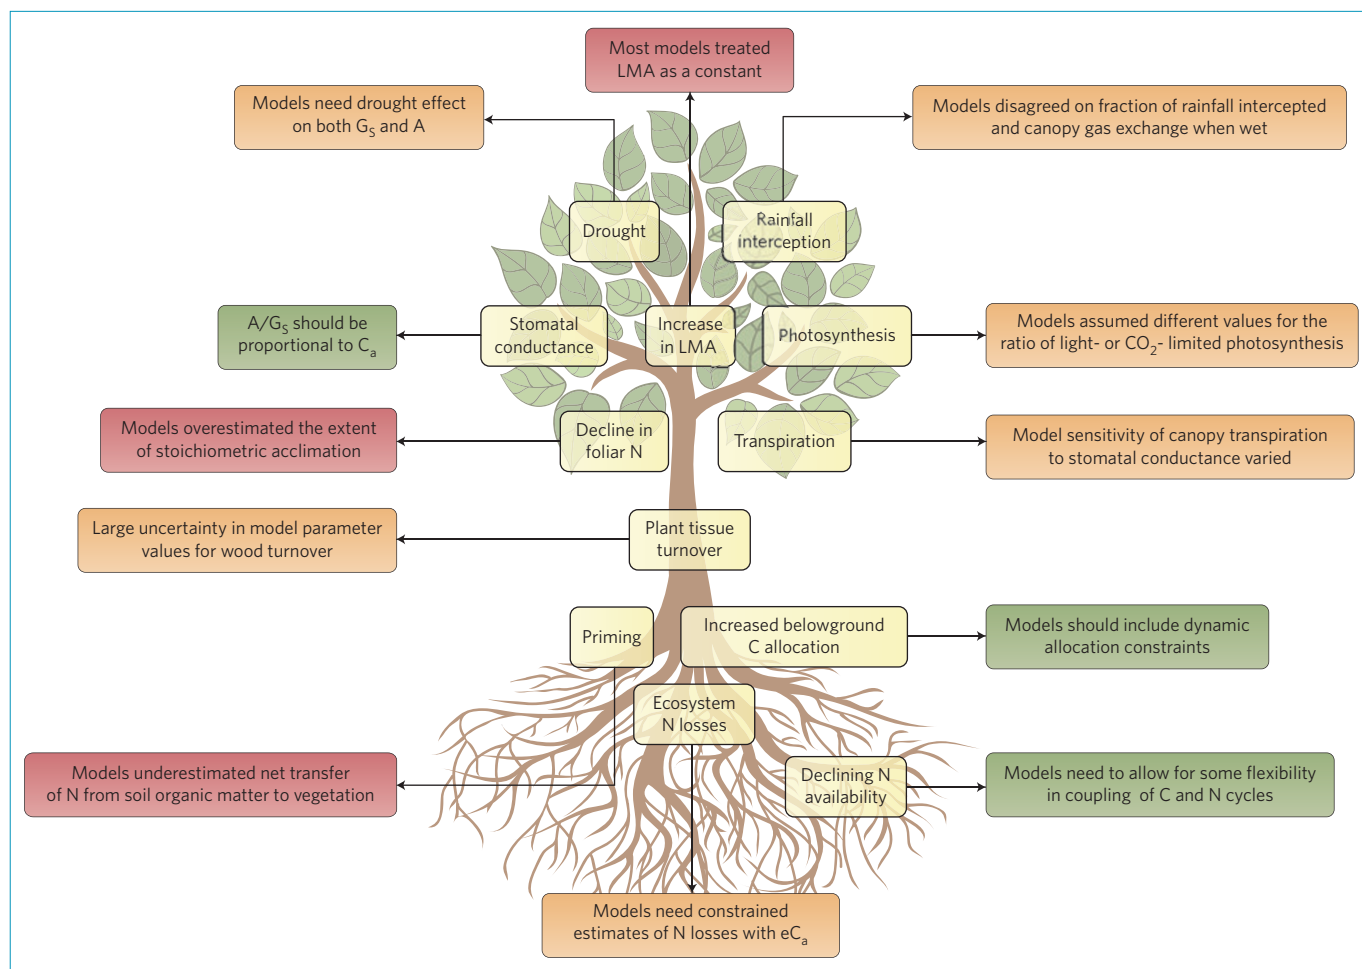 Most models treated
LMA as a constant
Models need drought effect
on both G_S and A
Models disagreed on fraction of rainfall intercepted
and canopy gas exchange when wet
Drought
Rainfall
interception
A/G_S should be
proportional to C_a
Stomatal
conductance
Increase
in LMA
Photosynthesis
Models assumed different values for the
ratio of light- or CO_2- limited photosynthesis
Models overestimated the extent
of stoichiometric acclimation
Decline in
foliar N
Transpiration
Model sensitivity of canopy transpiration
to stomatal conductance varied
Large uncertainty in model parameter
values for wood turnover
Plant tissue
turnover
Priming
Increased belowground
C allocation
Models should include dynamic
allocation constraints
Ecosystem
N losses
Models underestimated net transfer
of N from soil organic matter to vegetation
Declining N
availability
Models need to allow for some flexibility
in coupling of C and N cycles
Models need constrained
estimates of N losses with eC_a